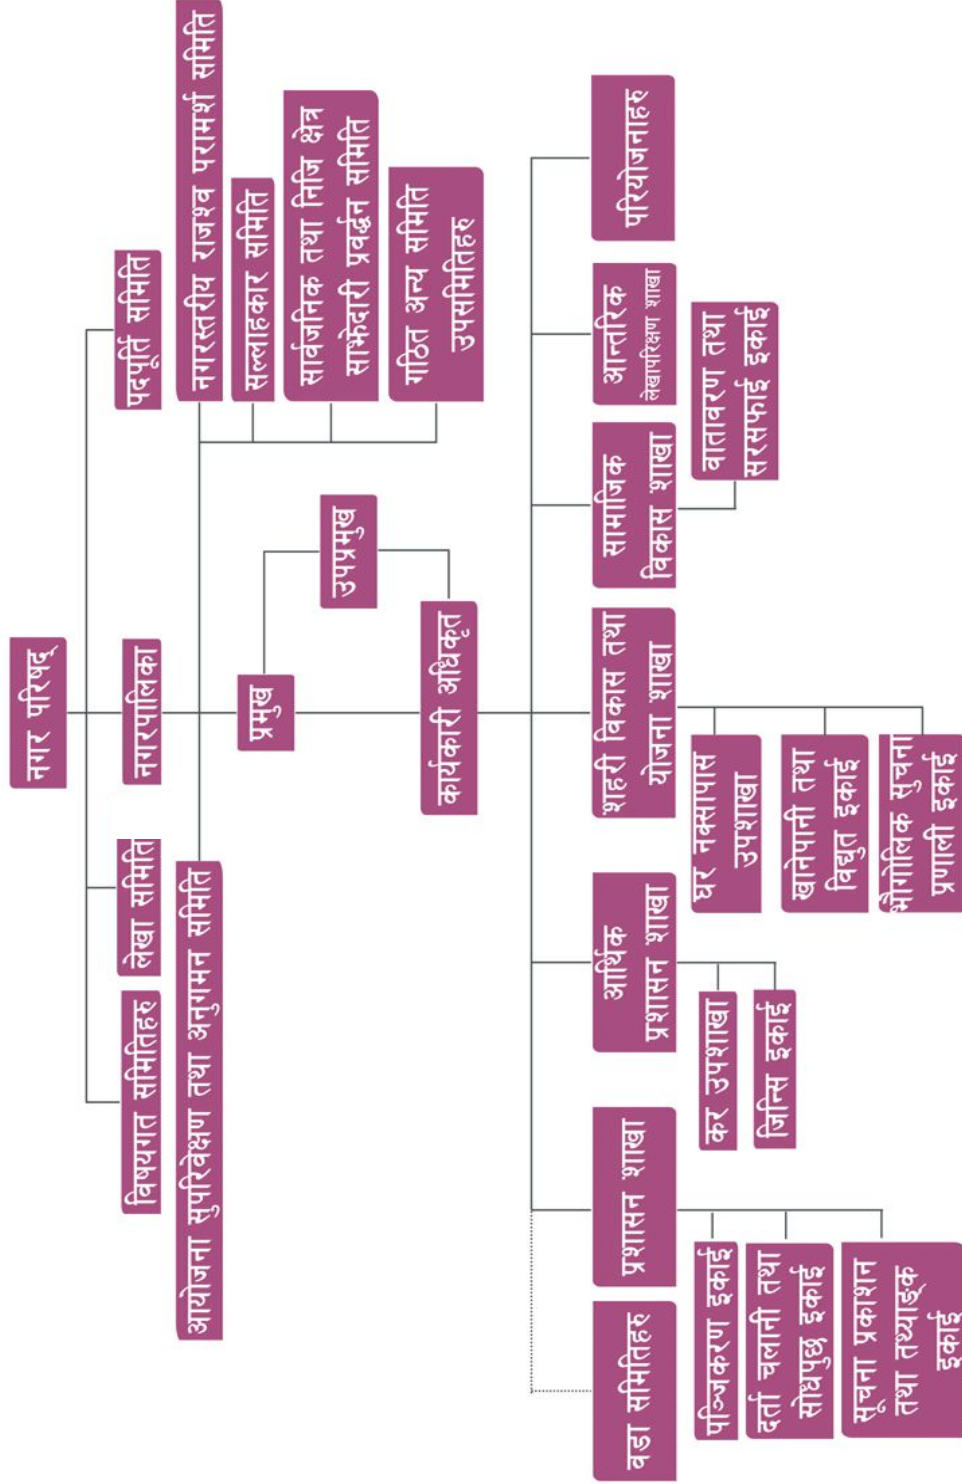 नगर परिषद्
विषयगत समितिहरु
लेखा समिति
नगरपालिका
पदपूर्ति समिति
आयोजना सुपरिवेक्षण तथा अनुगमन समिति
नगरस्तरीय राजश्व परामर्श समिति
सल्लाहकार समिति
सार्वजनिक तथा निजि क्षेत्र
साझेदारी प्रवर्द्धन समिति
गठित अन्य समिति
उपसमितिहरु
प्रमुख
उपप्रमुख
कार्यकारी अधिकृत
वडा समितिहरु
प्रशासन शाखा
पञ्जिकरण इकाई
दर्ता चलानी तथा
सोधपुछ इकाई
सूचना प्रकाशन
तथा तथ्याङ्क
इकाई
आर्थिक
प्रशासन शाखा
कर उपशाखा
जिन्सि इकाई
शहरी विकास तथा
योजना शाखा
घर नक्सापास
उपशाखा
खानेपानी तथा
विद्युत इकाई
भौगोलिक सुचना
प्रणाली इकाई
सामाजिक
विकास शाखा
वातावरण तथा
सरसफाई इकाई
आन्तरिक
लेखापरिक्षण शाखा
परियोजनाहरु